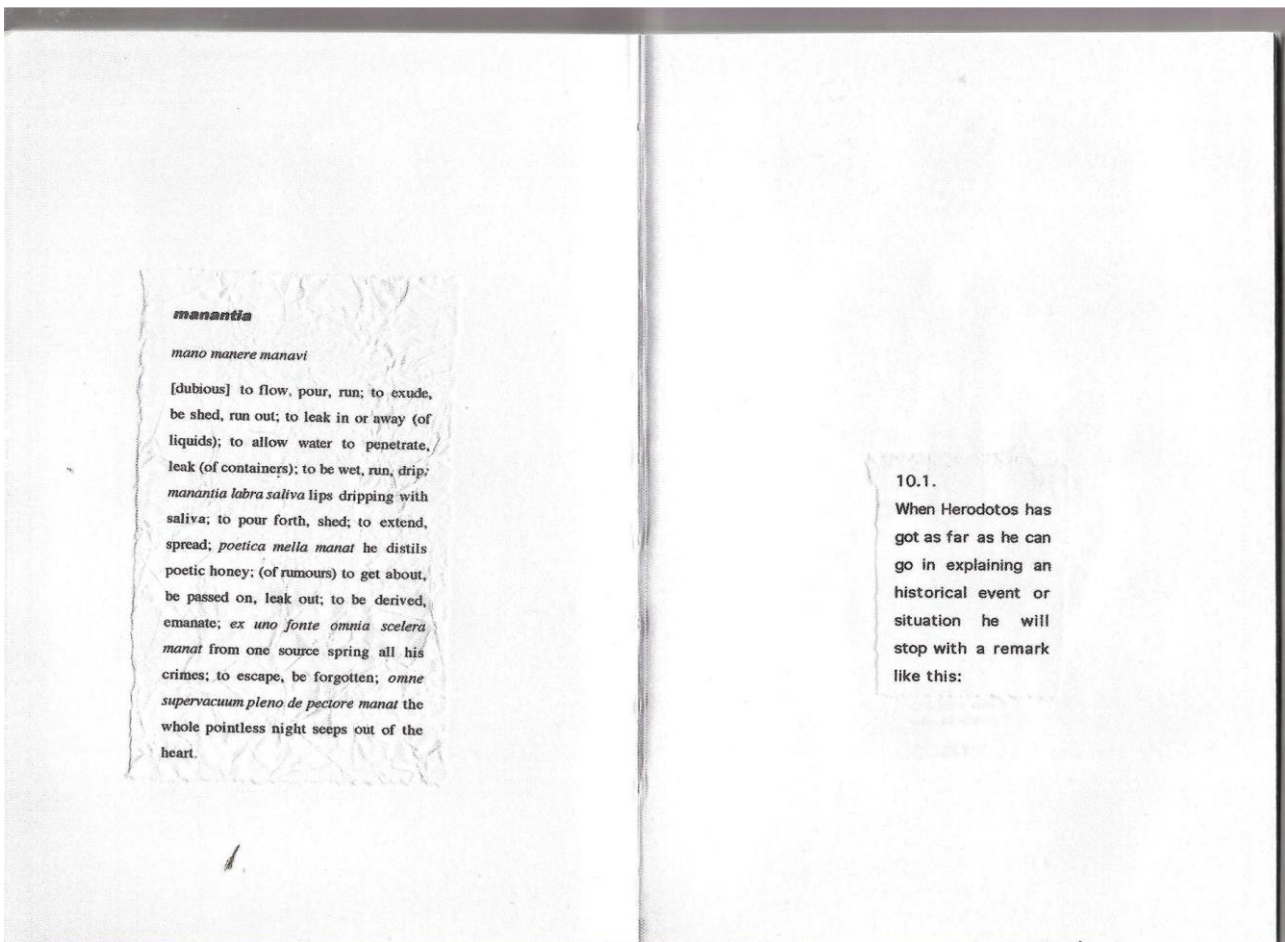 manantia
mano manere manavi
[dubious] to flow, pour, run; to exude,
be shed, run out; to leak in or away (of
liquids); to allow water to penetrate,
leak (of containers); to be wet, run, drip;
manantia labra saliva lips dripping with
saliva; to pour forth, shed; to extend,
spread; poetica mella manat he distils
poetic honey; (of rumours) to get about,
be passed on, leak out; to be derived,
emanate; ex uno fonte omnia scelera
manat from one source spring all his
crimes; to escape, be forgotten; omne
supervacuum pleno de pectore manat the
whole pointless night seeps out of the
heart.
10.1.
When Herodotos has
got as far as he can
go in explaining an
historical event or
situation he will
stop with a remark
like this: